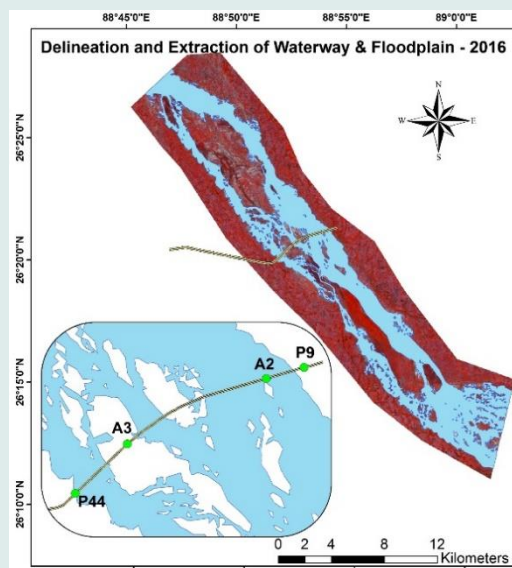 88°45'0"E 88°50'0"E 88°55'0"E 89°0'0"E
Delineation and Extraction of Waterway & Floodplain - 2016
N
W E
S
26°25'0"N
26°20'0"N
26°15'0"N
26°10'0"N
A2
P9
A3
P44
0 2 4 8 12
Kilometers